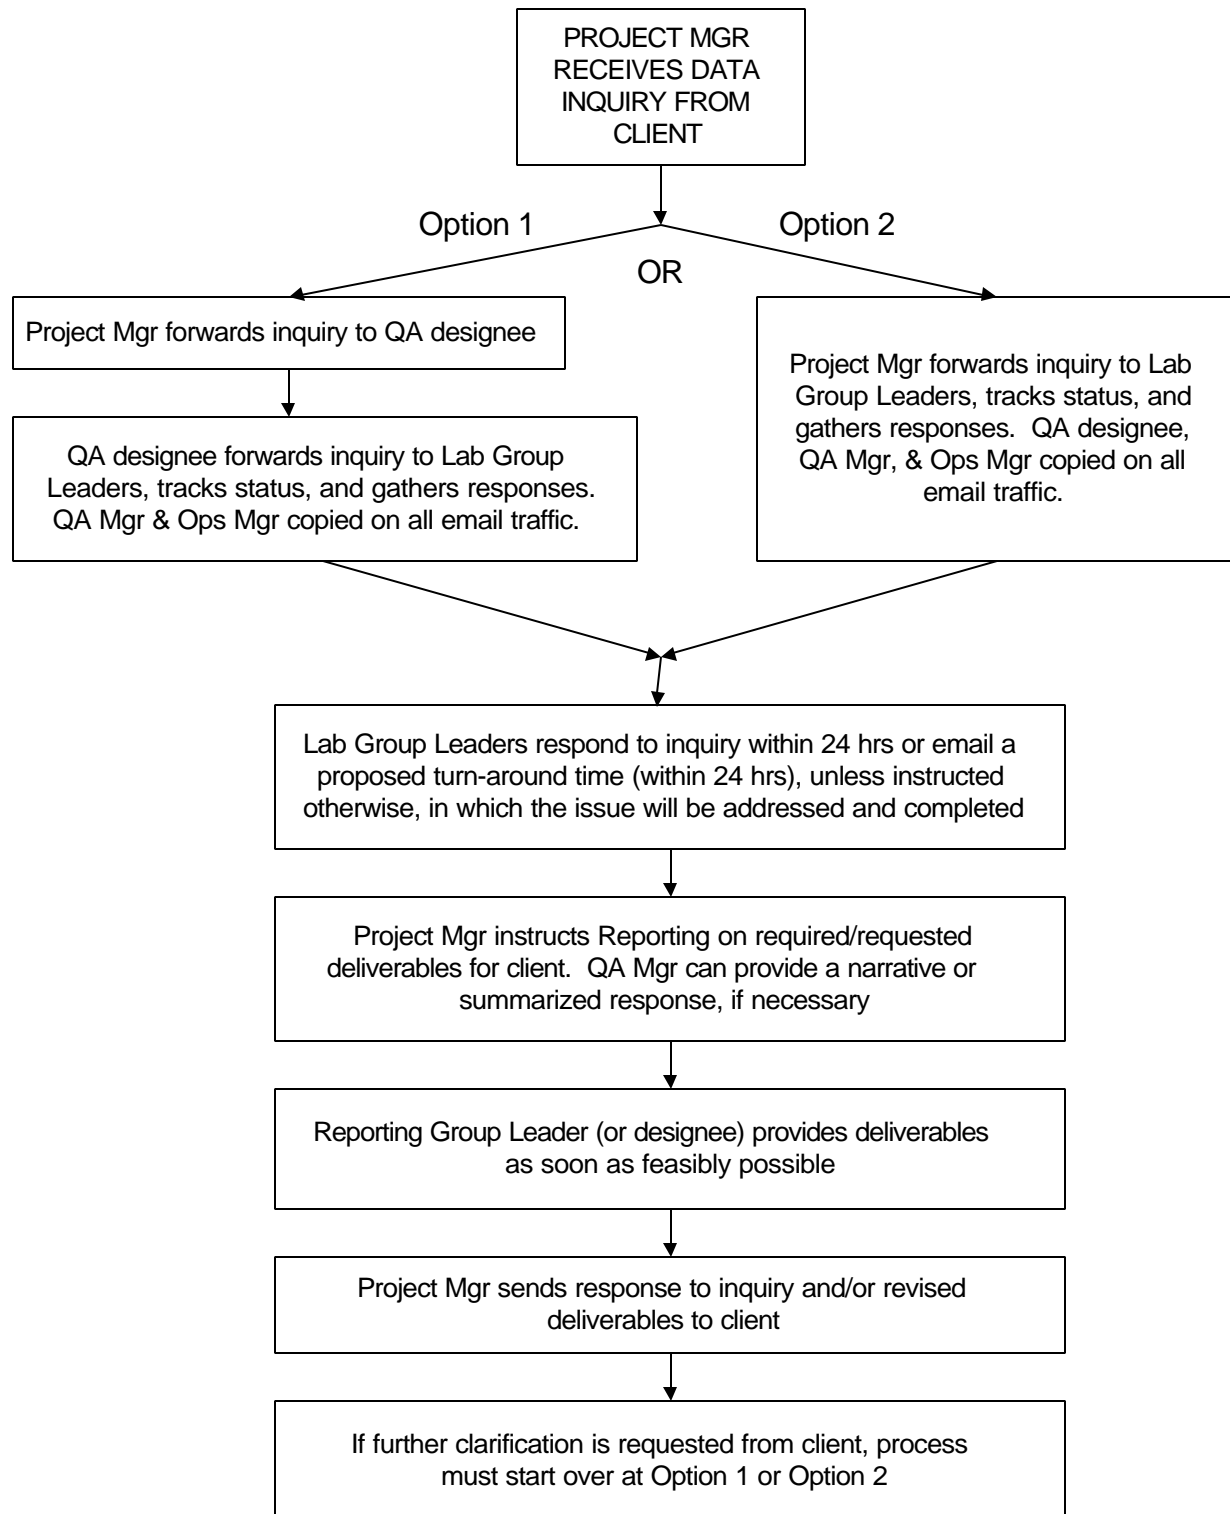 PROJECT MGR
RECEIVES DATA
INQUIRY FROM
CLIENT
Option 1
Option 2
OR
Project Mgr forwards inquiry to QA designee
QA designee forwards inquiry to Lab Group
Leaders, tracks status, and gathers responses.
QA Mgr & Ops Mgr copied on all email traffic.
Project Mgr forwards inquiry to Lab
Group Leaders, tracks status, and
gathers responses.  QA designee,
QA Mgr, & Ops Mgr copied on all
email traffic.
Lab Group Leaders respond to inquiry within 24 hrs or email a
proposed turn-around time (within 24 hrs), unless instructed
otherwise, in which the issue will be addressed and completed
Project Mgr instructs Reporting on required/requested
deliverables for client.  QA Mgr can provide a narrative or
summarized response, if necessary
Reporting Group Leader (or designee) provides deliverables
as soon as feasibly possible
Project Mgr sends response to inquiry and/or revised
deliverables to client
If further clarification is requested from client, process
must start over at Option 1 or Option 2